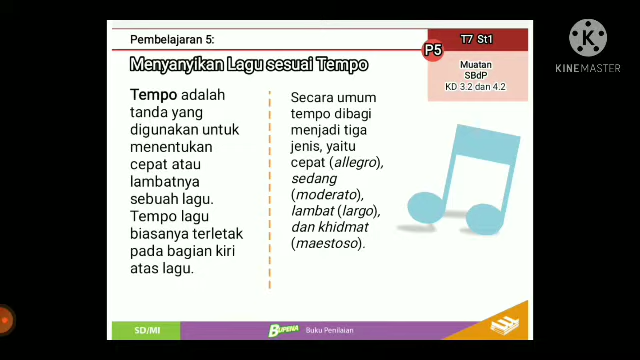 Pembelajaran 5:
T7 St1
P5
Menyanyikan Lagu sesuai Tempo
Muatan
SBdP
KD 3.2 dan 4.2
KINEMASTER
Tempo adalah
tanda yang
digunakan untuk
menentukan
cepat atau
lambatnya
sebuah lagu.
Tempo lagu
biasanya terletak
pada bagian kiri
atas lagu.
Secara umum
tempo dibagi
menjadi tiga
jenis, yaitu
cepat (allegro),
sedang
(moderato),
lambat (largo),
dan khidmat
(maestoso).
SD/MI
BUPENA
Buku Penilaian